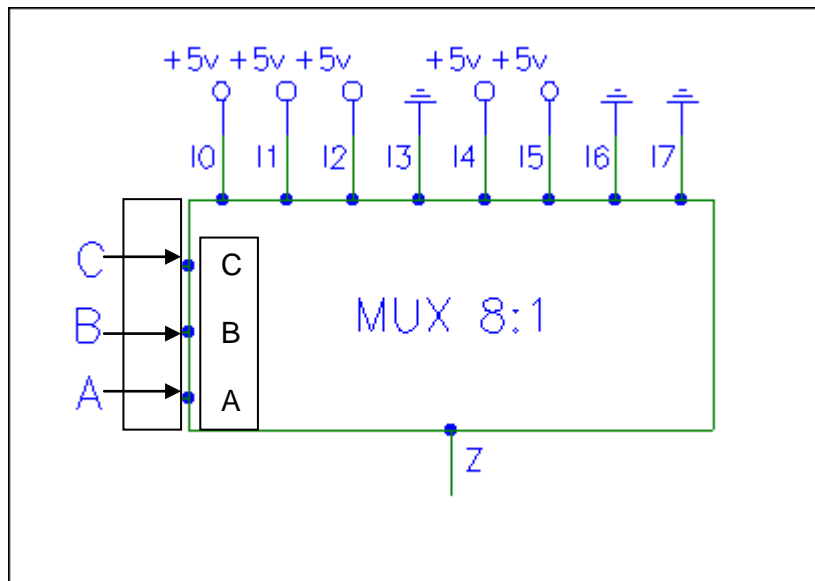 +5v +5v +5v +5v +5v
I0 I1 I2 I3 I4 I5 I6 I7
C C
B B MUX 8:1
A A
Z